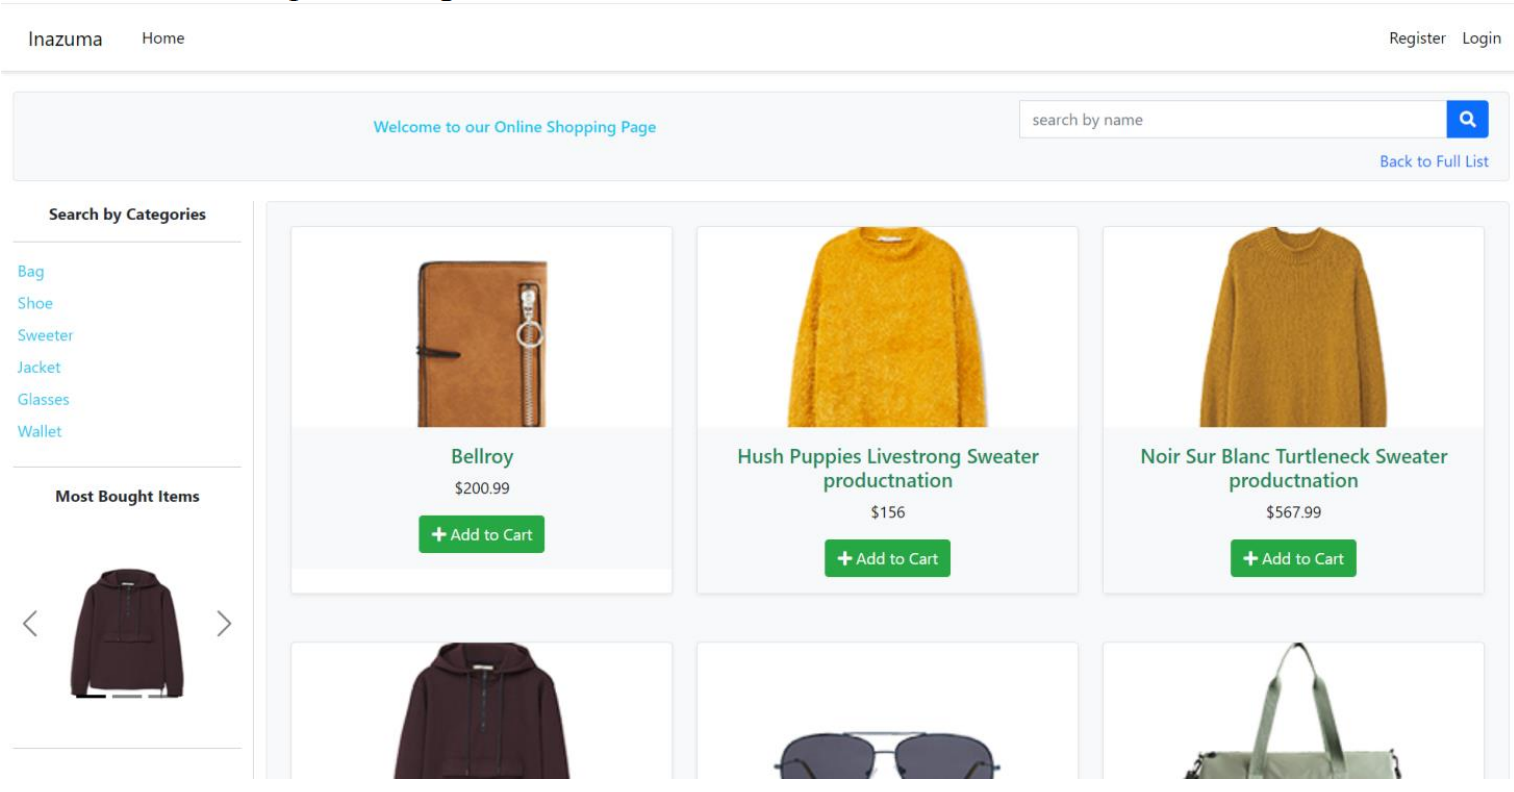 Inazuma Home Register Login
Welcome to our Online Shopping Page
search by name
Back to Full List
Search by Categories
Bag
Shoe
Sweeter
Jacket
Glasses
Wallet
Most Bought Items
Bellroy
$200.99
+ Add to Cart
Hush Puppies Livestrong Sweater
productnation
$156
+ Add to Cart
Noir Sur Blanc Turtleneck Sweater
productnation
$567.99
+ Add to Cart